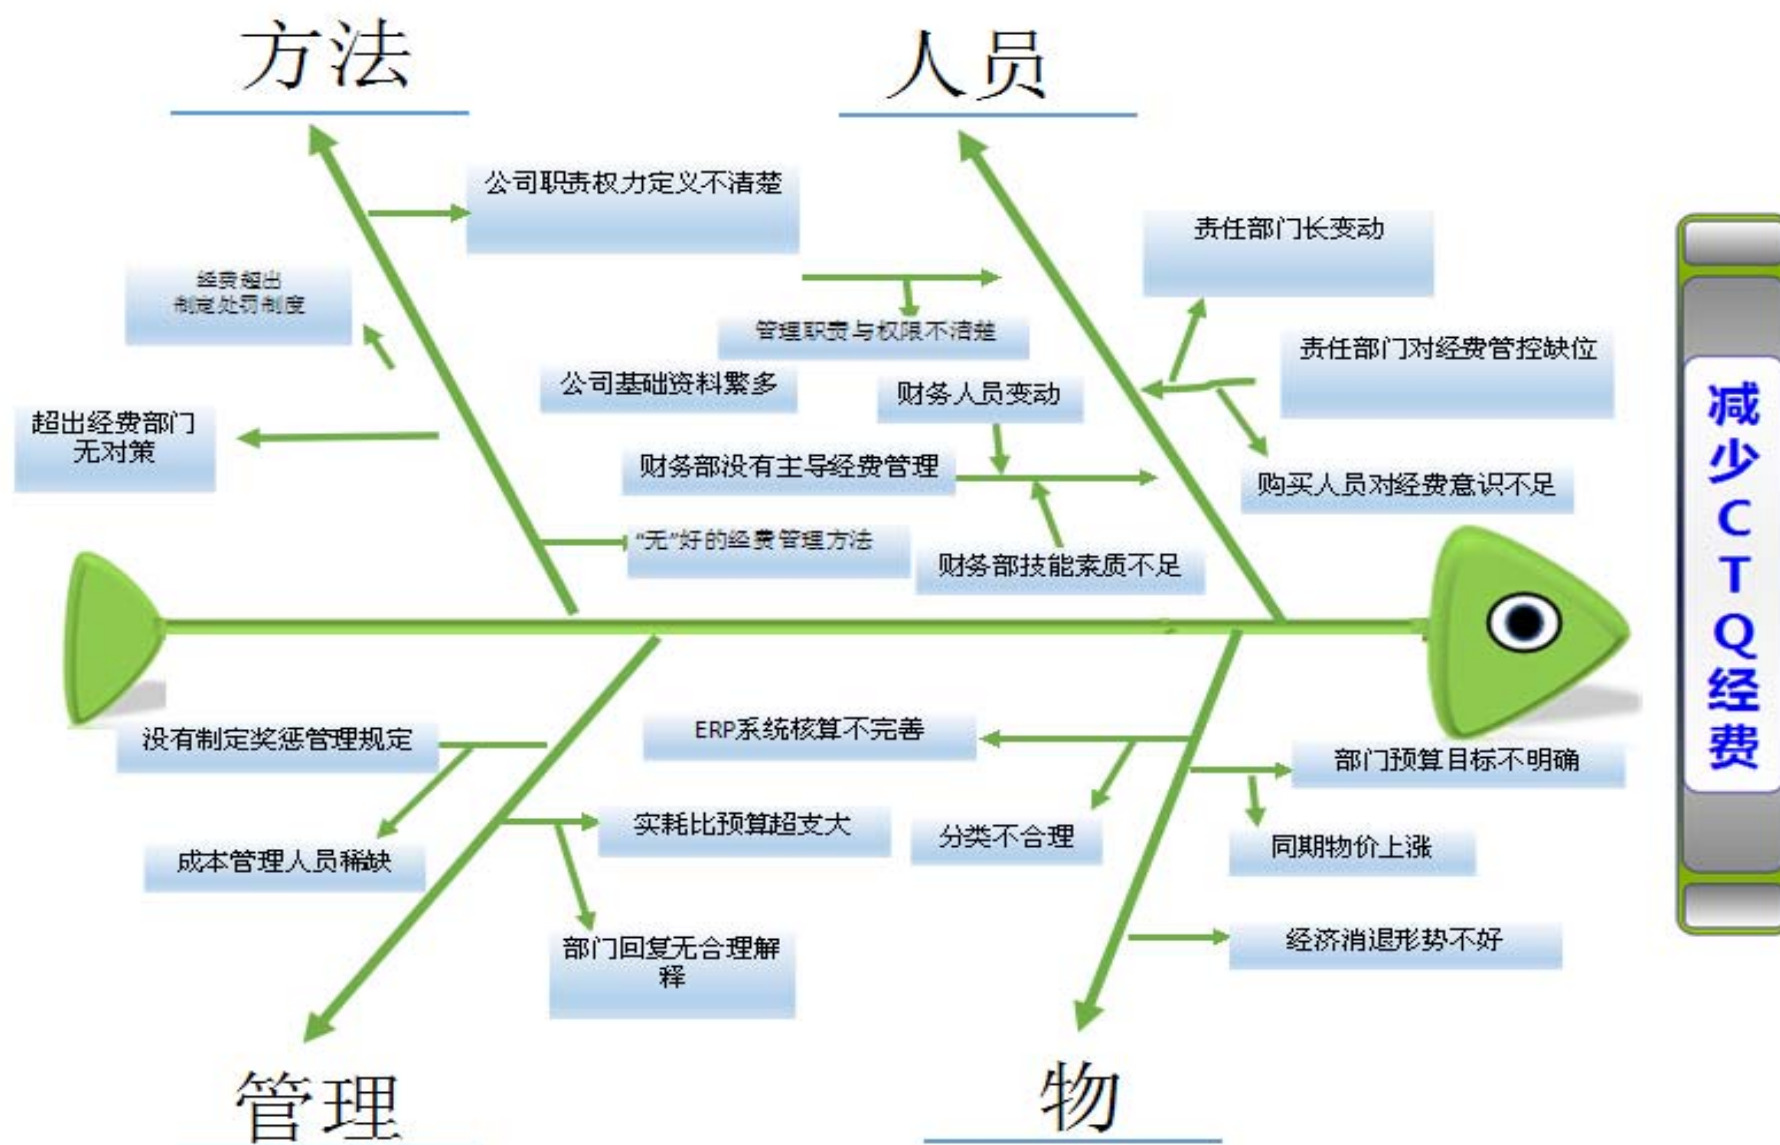 方法
人员
公司职责权力定义不清楚
责任部门长变动
经费超出
制定处罚制度
管理职责与权限不清楚
责任部门对经费管控缺位
公司基础资料繁多
财务人员变动
超出经费部门
无对策
财务部没有主导经费管理
购买人员对经费意识不足
“无”好的经费管理方法
财务部技能素质不足
减
少
C
T
Q
经
费
没有制定奖惩管理规定
ERP系统核算不完善
部门预算目标不明确
实耗比预算超支大
分类不合理
同期物价上涨
成本管理人员稀缺
部门回复无合理解
释
经济消退形势不好
管理
物